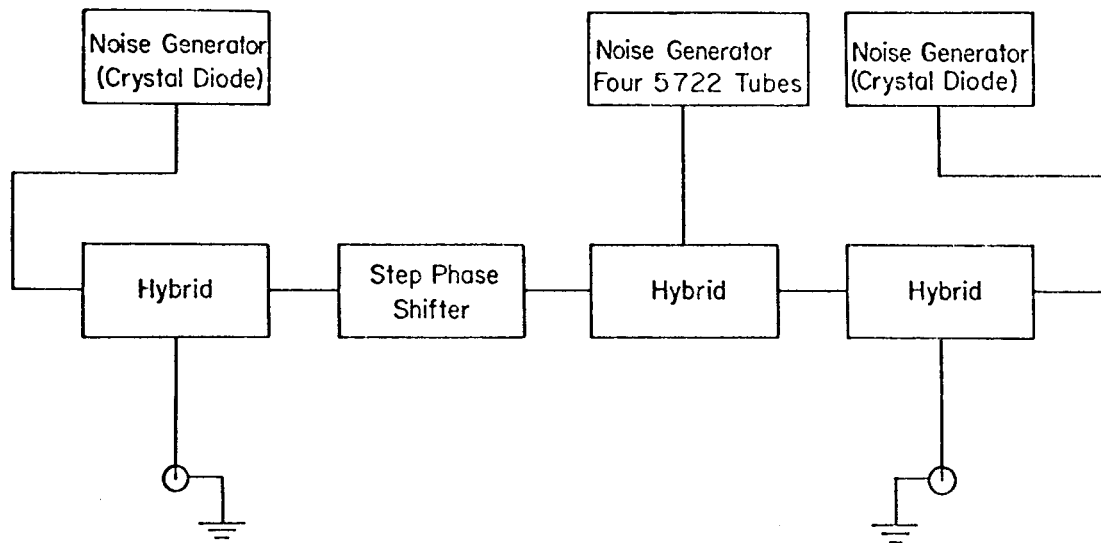 Noise Generator
(Crystal Diode)
Noise Generator
Four 5722 Tubes
Noise Generator
(Crystal Diode)
Hybrid
Step Phase
Shifter
Hybrid
Hybrid